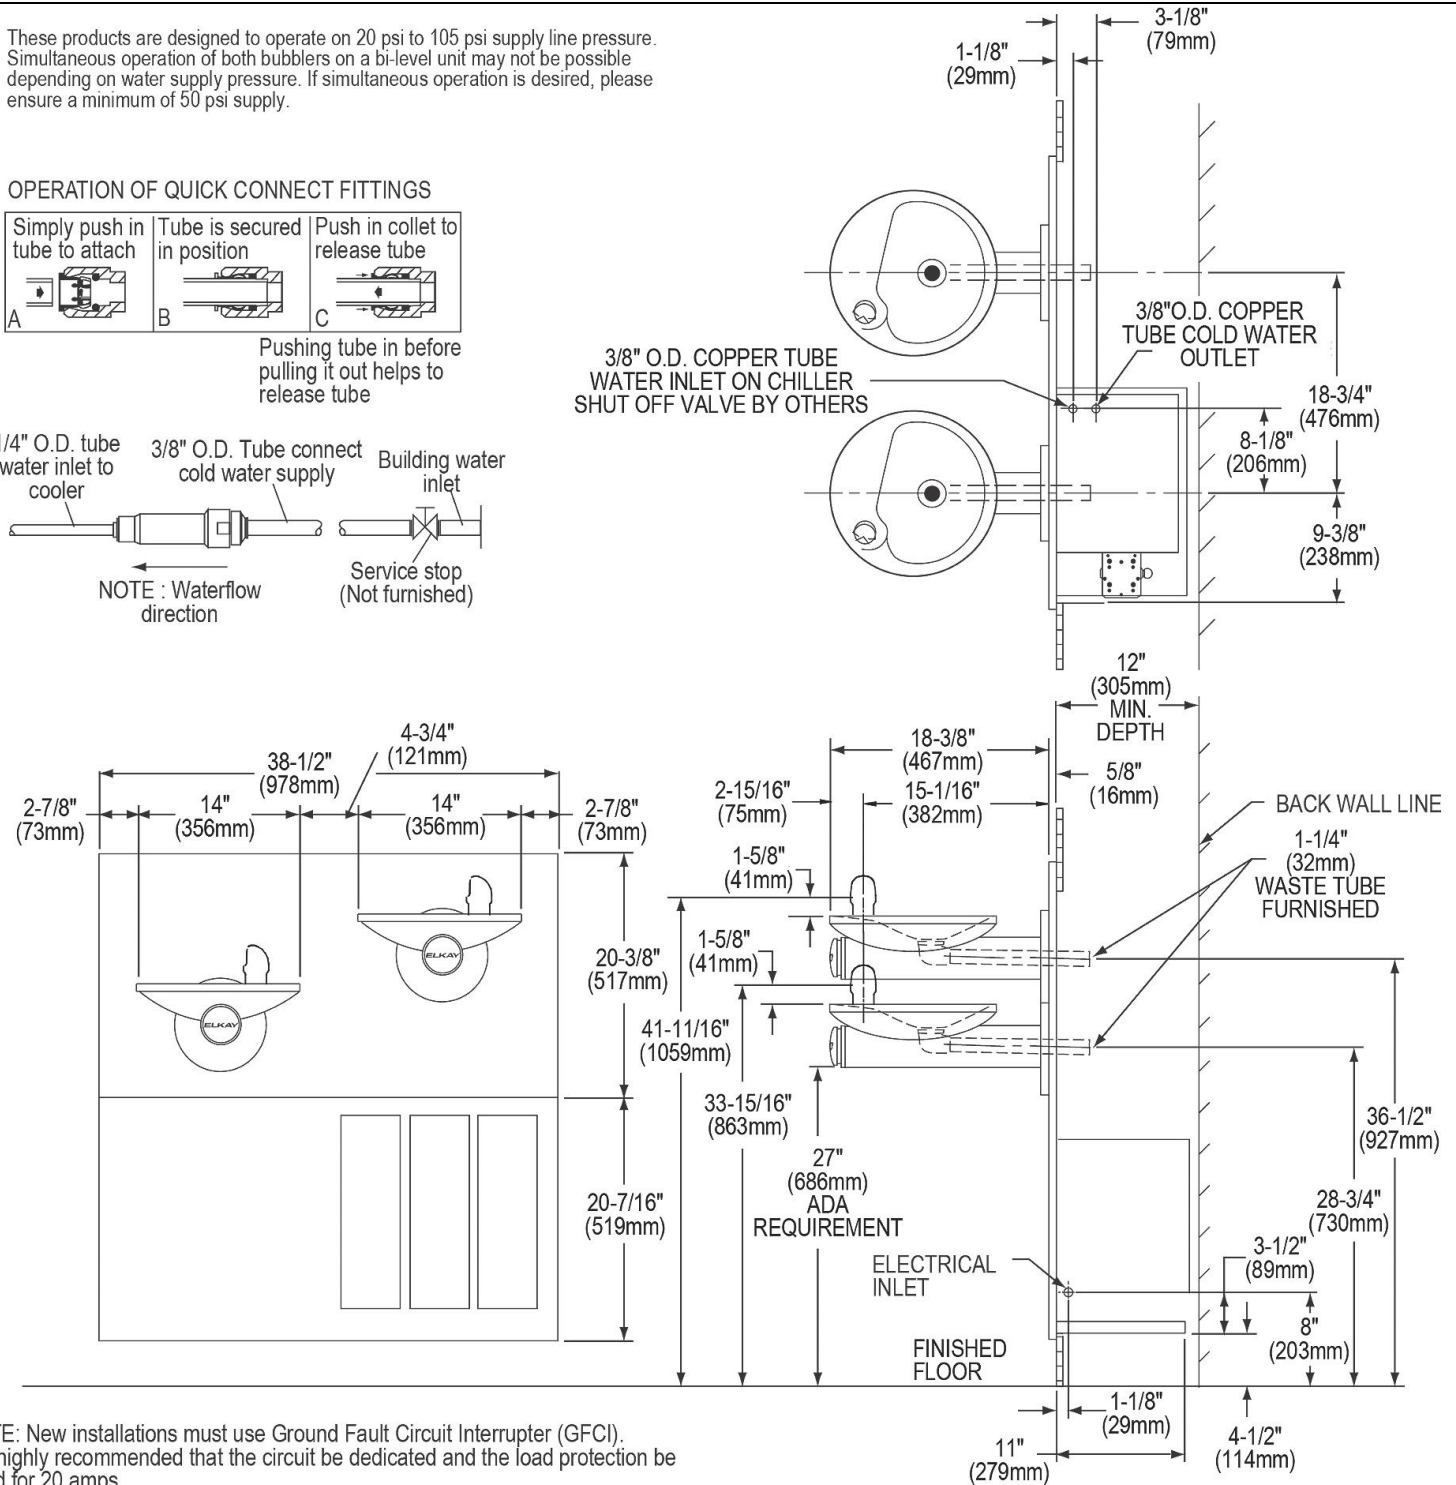 These products are designed to operate on 20 psi to 105 psi supply line pressure.
Simultaneous operation of both bubblers on a bi-level unit may not be possible
depending on water supply pressure. If simultaneous operation is desired, please
ensure a minimum of 50 psi supply.
3-1/8"
(79mm)
1-1/8"
(29mm)
OPERATION OF QUICK CONNECT FITTINGS
Simply push in
tube to attach
A
Tube is secured
in position
B
Push in collet to
release tube
C
Pushing tube in before
pulling it out helps to
release tube
3/8" O.D. COPPER TUBE
WATER INLET ON CHILLER
SHUT OFF VALVE BY OTHERS
3/8"O.D. COPPER
TUBE COLD WATER
OUTLET
18-3/4"
(476mm)
8-1/8"
(206mm)
9-3/8"
(238mm)
1/4" O.D. tube
water inlet to
cooler
3/8" O.D. Tube connect
cold water supply
Building water
inlet
Service stop
(Not furnished)
NOTE : Waterflow
direction
12"
(305mm)
MIN.
DEPTH
4-3/4"
(121mm)
38-1/2"
(978mm)
2-7/8"
(73mm)
14"
(356mm)
14"
(356mm)
2-7/8"
(73mm)
ELKAY
ELKAY
20-3/8"
(517mm)
20-7/16"
(519mm)
18-3/8"
(467mm)
2-15/16"
(75mm)
15-1/16"
(382mm)
5/8"
(16mm)
BACK WALL LINE
1-1/4"
(32mm)
WASTE TUBE
FURNISHED
1-5/8"
(41mm)
1-5/8"
(41mm)
41-11/16"
(1059mm)
33-15/16"
(863mm)
27"
(686mm)
ADA
REQUIREMENT
36-1/2"
(927mm)
28-3/4"
(730mm)
3-1/2"
(89mm)
8"
(203mm)
ELECTRICAL
INLET
FINISHED
FLOOR
1-1/8"
(29mm)
11"
(279mm)
4-1/2"
(114mm)
TE: New installations must use Ground Fault Circuit Interrupter (GFCI).
highly recommended that the circuit be dedicated and the load protection be
d for 20 amps